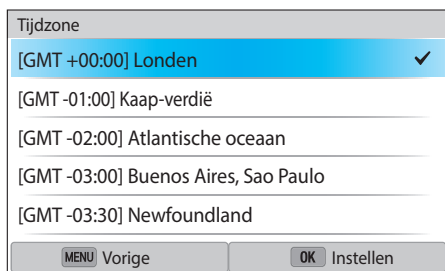 Tijdzone
[GMT +00:00] Londen
[GMT -01:00] Kaap-verdië
[GMT -02:00] Atlantische oceaan
[GMT -03:00] Buenos Aires, Sao Paulo
[GMT -03:30] Newfoundland
MENU Vorige OK Instellen